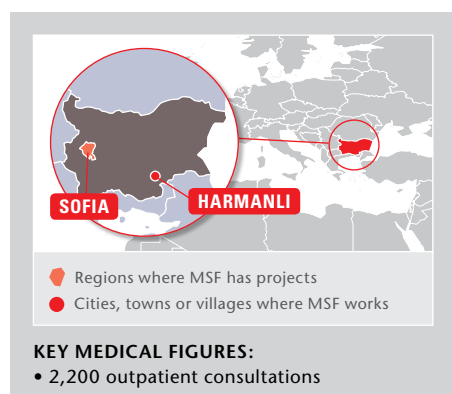 SOFIA
HARMANLI
Regions where MSF has projects
Cities, towns or villages where MSF works
KEY MEDICAL FIGURES:
• 2,200 outpatient consultations